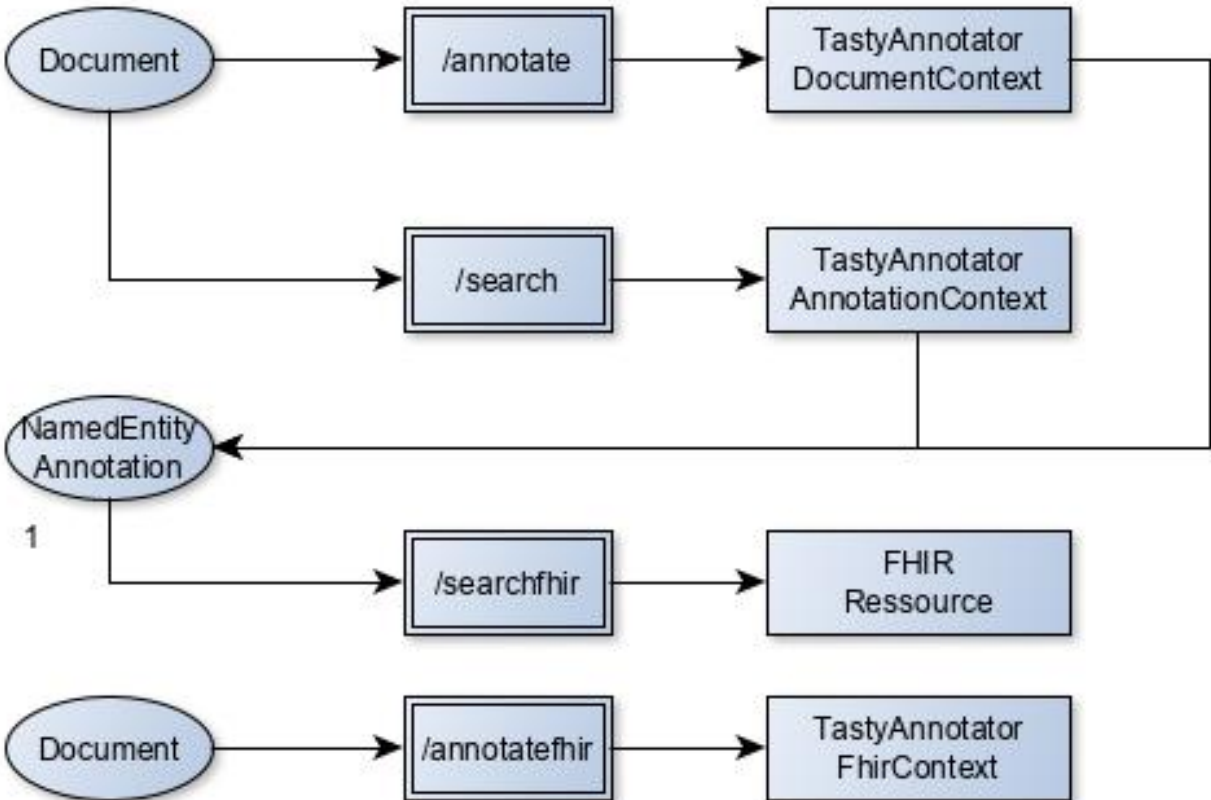 Document
/annotate
TastyAnnotator
DocumentContext
/search
TastyAnnotator
AnnotationContext
NamedEntity
Annotation
1
/searchfhir
FHIR
Ressource
Document
/annotatefhir
TastyAnnotator
FhirContext